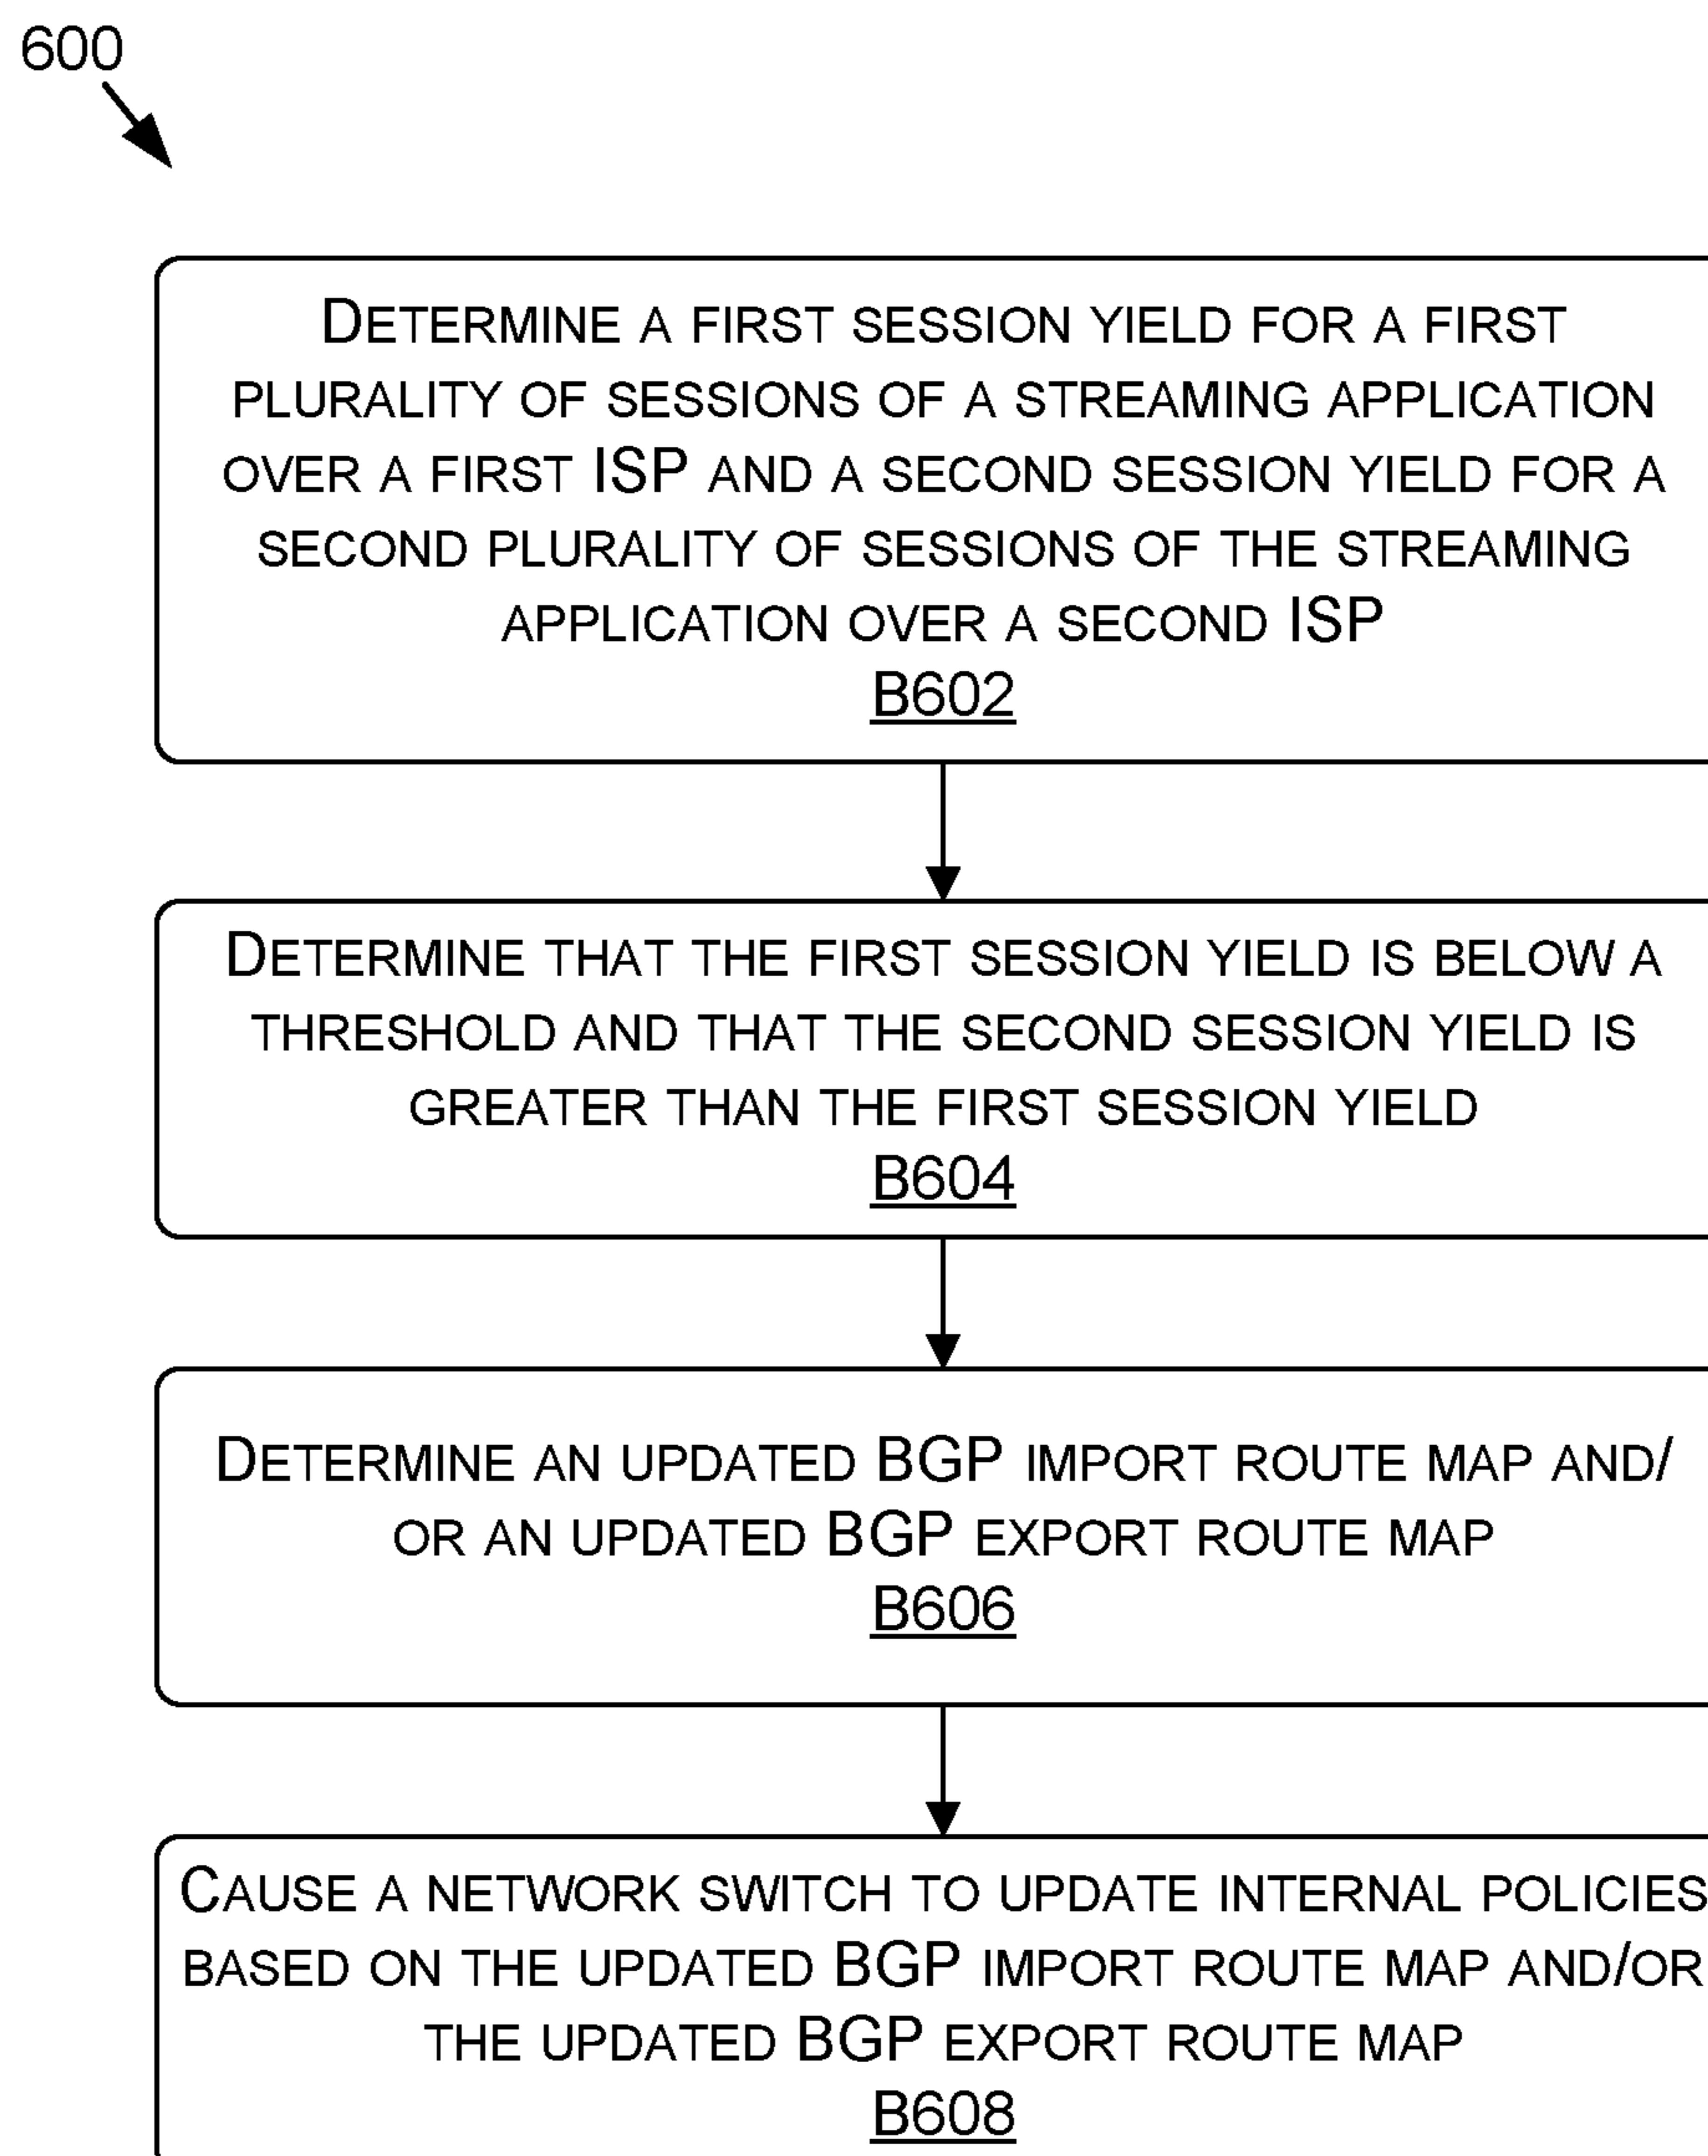 600
DETERMINE A FIRST SESSION YIELD FOR A FIRST
PLURALITY OF SESSIONS OF A STREAMING APPLICATION
OVER A FIRST ISP AND A SECOND SESSION YIELD FOR A
SECOND PLURALITY OF SESSIONS OF THE STREAMING
APPLICATION OVER A SECOND ISP
B602
DETERMINE THAT THE FIRST SESSION YIELD IS BELOW A
THRESHOLD AND THAT THE SECOND SESSION YIELD IS
GREATER THAN THE FIRST SESSION YIELD
B604
DETERMINE AN UPDATED BGP IMPORT ROUTE MAP AND/
OR AN UPDATED BGP EXPORT ROUTE MAP
B606
CAUSE A NETWORK SWITCH TO UPDATE INTERNAL POLICIES
BASED ON THE UPDATED BGP IMPORT ROUTE MAP AND/OR
THE UPDATED BGP EXPORT ROUTE MAP
B608